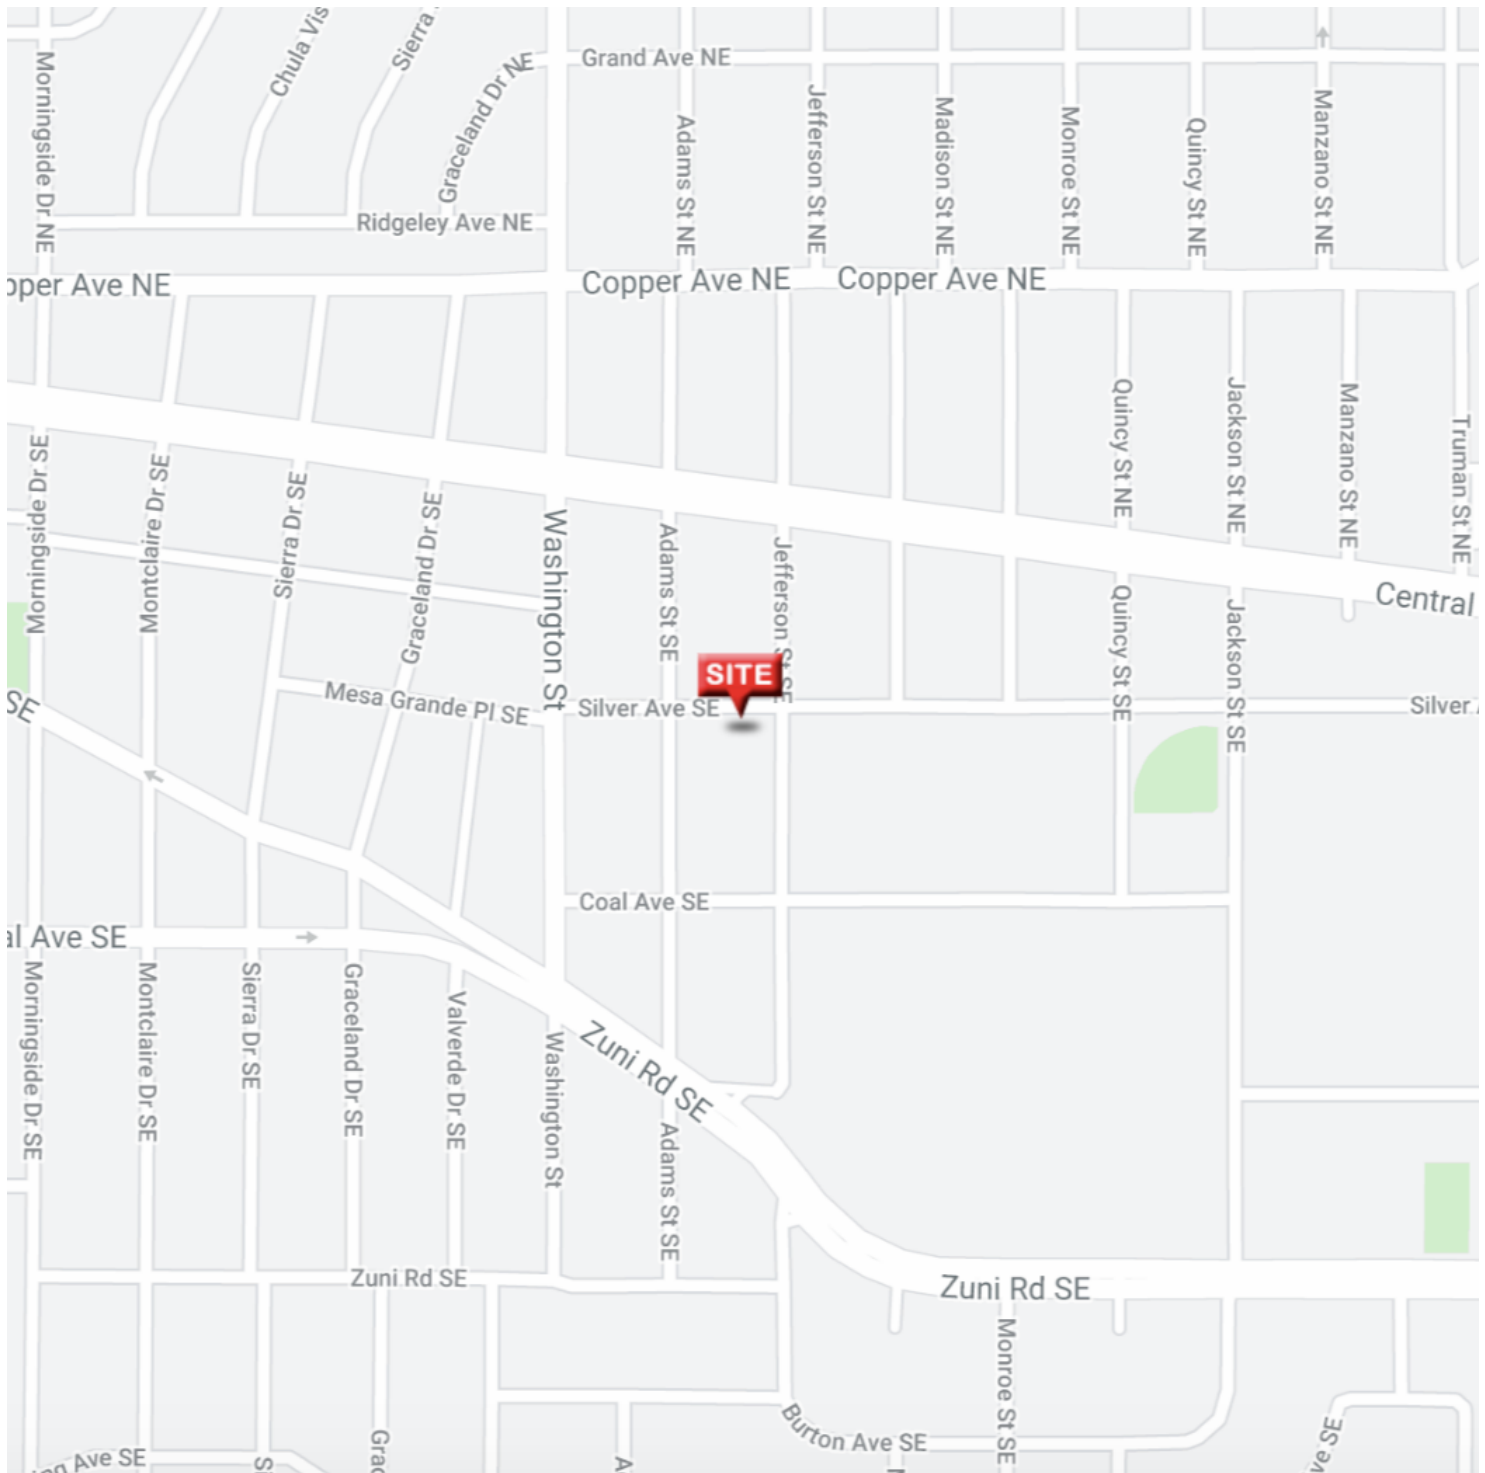 Chula Vis
Sierra
Graceland Dr NE
Grand Ave NE
Morningside Dr NE
Adams St NE
Jefferson St NE
Madison St NE
Monroe St NE
Quincy St NE
Manzano St NE
Ridgeley Ave NE
pper Ave NE
Copper Ave NE
Copper Ave NE
Morningside Dr SE
Montclaire Dr SE
Sierra Dr SE
Graceland Dr SE
Washington St
Adams St SE
Jefferson St SE
Quincy St NE
Jackson St NE
Manzano St NE
Truman St NE
Central
Quincy St SE
Jackson St SE
SITE
SE
Mesa Grande Pl SE
Silver Ave SE
Silver
Coal Ave SE
al Ave SE
Morningside Dr SE
Montclaire Dr SE
Sierra Dr SE
Graceland Dr SE
Valverde Dr SE
Washington St
Zuni Rd SE
Adams St SE
Zuni Rd SE
Zuni Rd SE
Monroe St SE
Burton Ave SE
Grac
ve SE
ng Ave SE
S
A